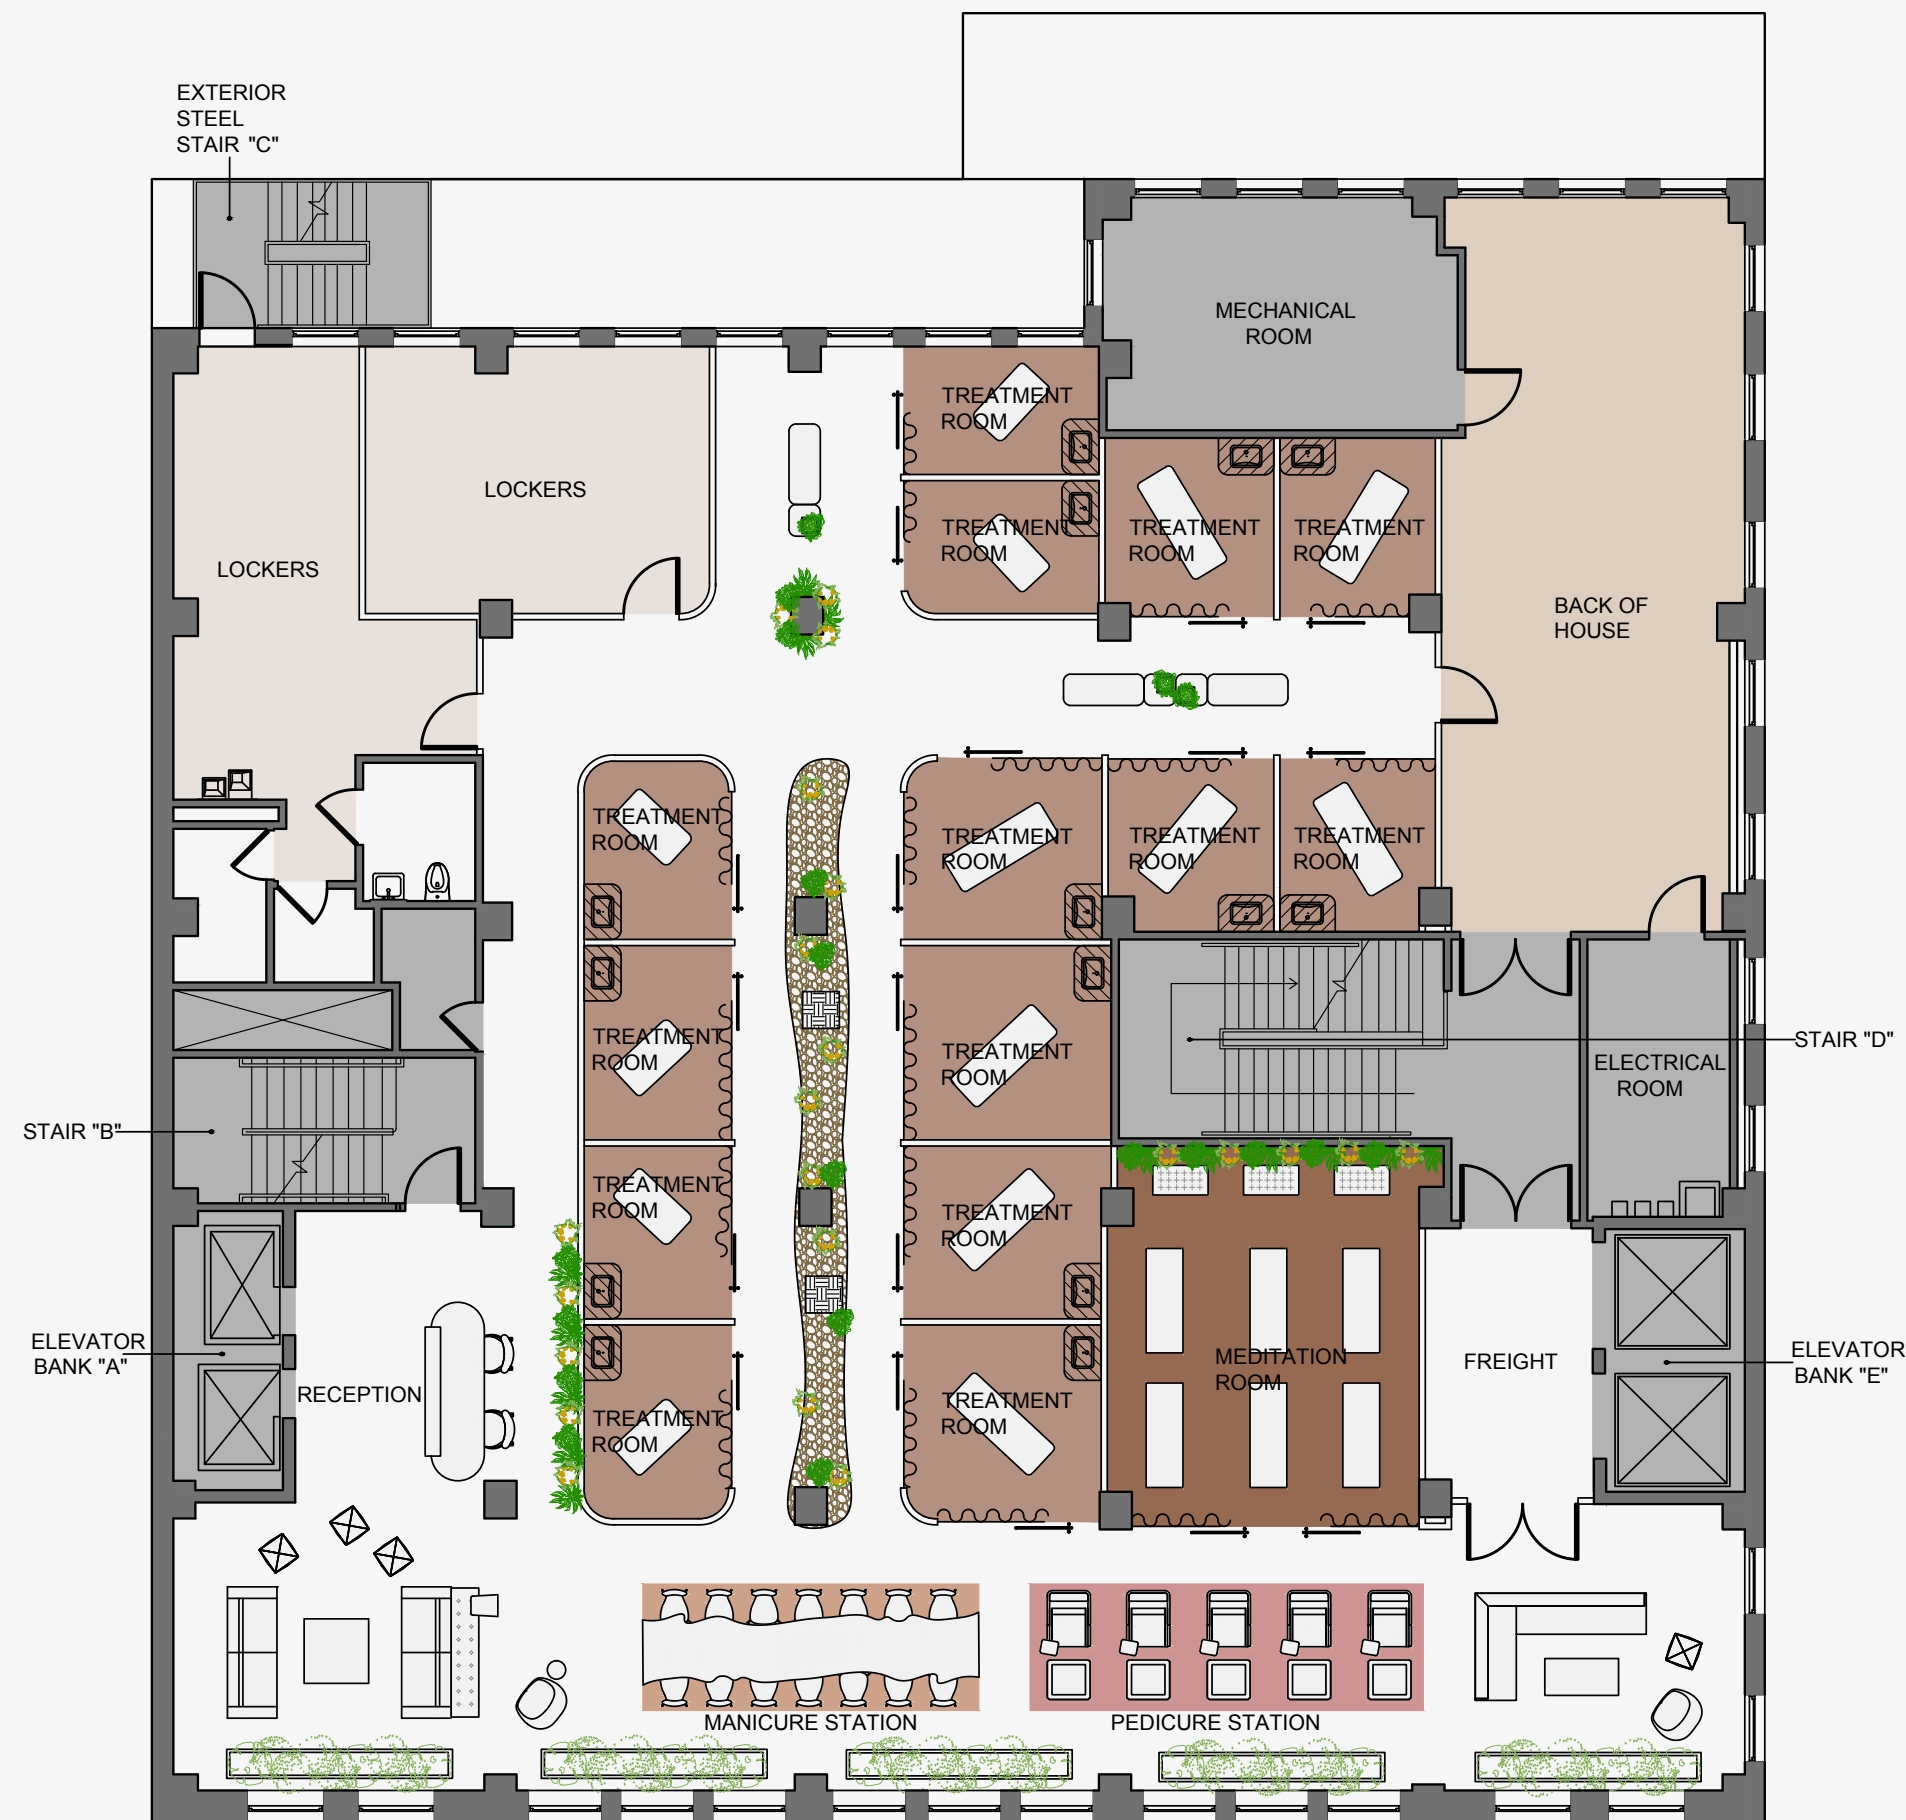 EXTERIOR
STEEL
STAIR "C"
MECHANICAL
ROOM
TREATMENT
ROOM
LOCKERS
TREATMENT
ROOM
TREATMENT
ROOM
TREATMENT
ROOM
LOCKERS
BACK OF
HOUSE
TREATMENT
ROOM
TREATMENT
ROOM
TREATMENT
ROOM
TREATMENT
ROOM
TREATMENT
ROOM
TREATMENT
ROOM
STAIR "D"
ELECTRICAL
ROOM
STAIR "B"
TREATMENT
ROOM
TREATMENT
ROOM
ELEVATOR
BANK "A"
RECEPTION
TREATMENT
ROOM
TREATMENT
ROOM
MEDITATION
ROOM
FREIGHT
ELEVATOR
BANK "E"
MANICURE STATION
PEDICURE STATION